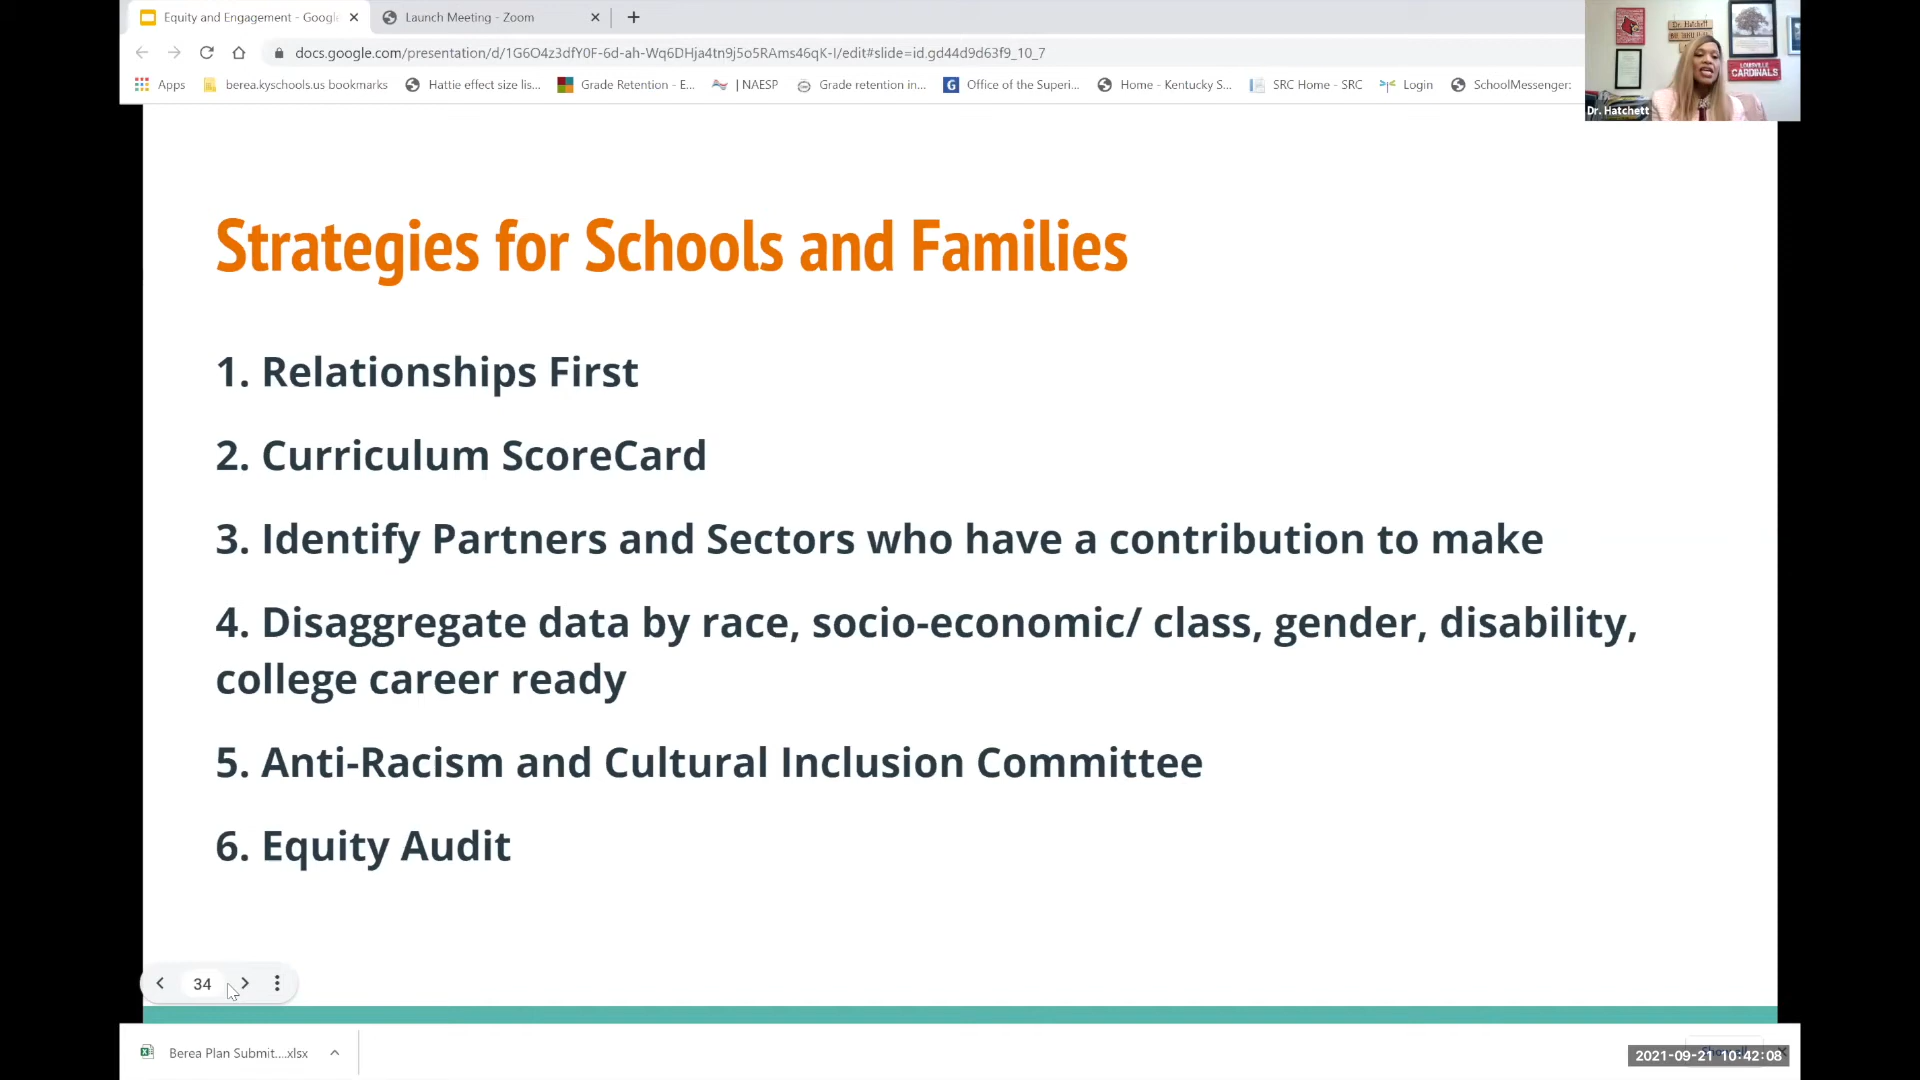 Equity and Engagement - Google
Launch Meeting - Zoom
docs.google.com/presentation/d/1G6O4z3dfY0F-6d-ah-Wq6DHja4tn9j5o5RAms46qK-I/edit#slide=id.gd44d9d63f9_10_7
Apps
berea.kyschools.us bookmarks
Hattie effect size lis...
Grade Retention - E...
| NAESP
Grade retention in...
Office of the Superi...
Home - Kentucky S...
SRC Home - SRC
Login
SchoolMessenger:
Dr. Hatchett
LOUISVILLE
CARDINALS
Dr. Hatchett
Strategies for Schools and Families
1. Relationships First
2. Curriculum ScoreCard
3. Identify Partners and Sectors who have a contribution to make
4. Disaggregate data by race, socio-economic/ class, gender, disability,
college career ready
5. Anti-Racism and Cultural Inclusion Committee
6. Equity Audit
34
Berea Plan Submit....xlsx
2021-09-21 10:42:08